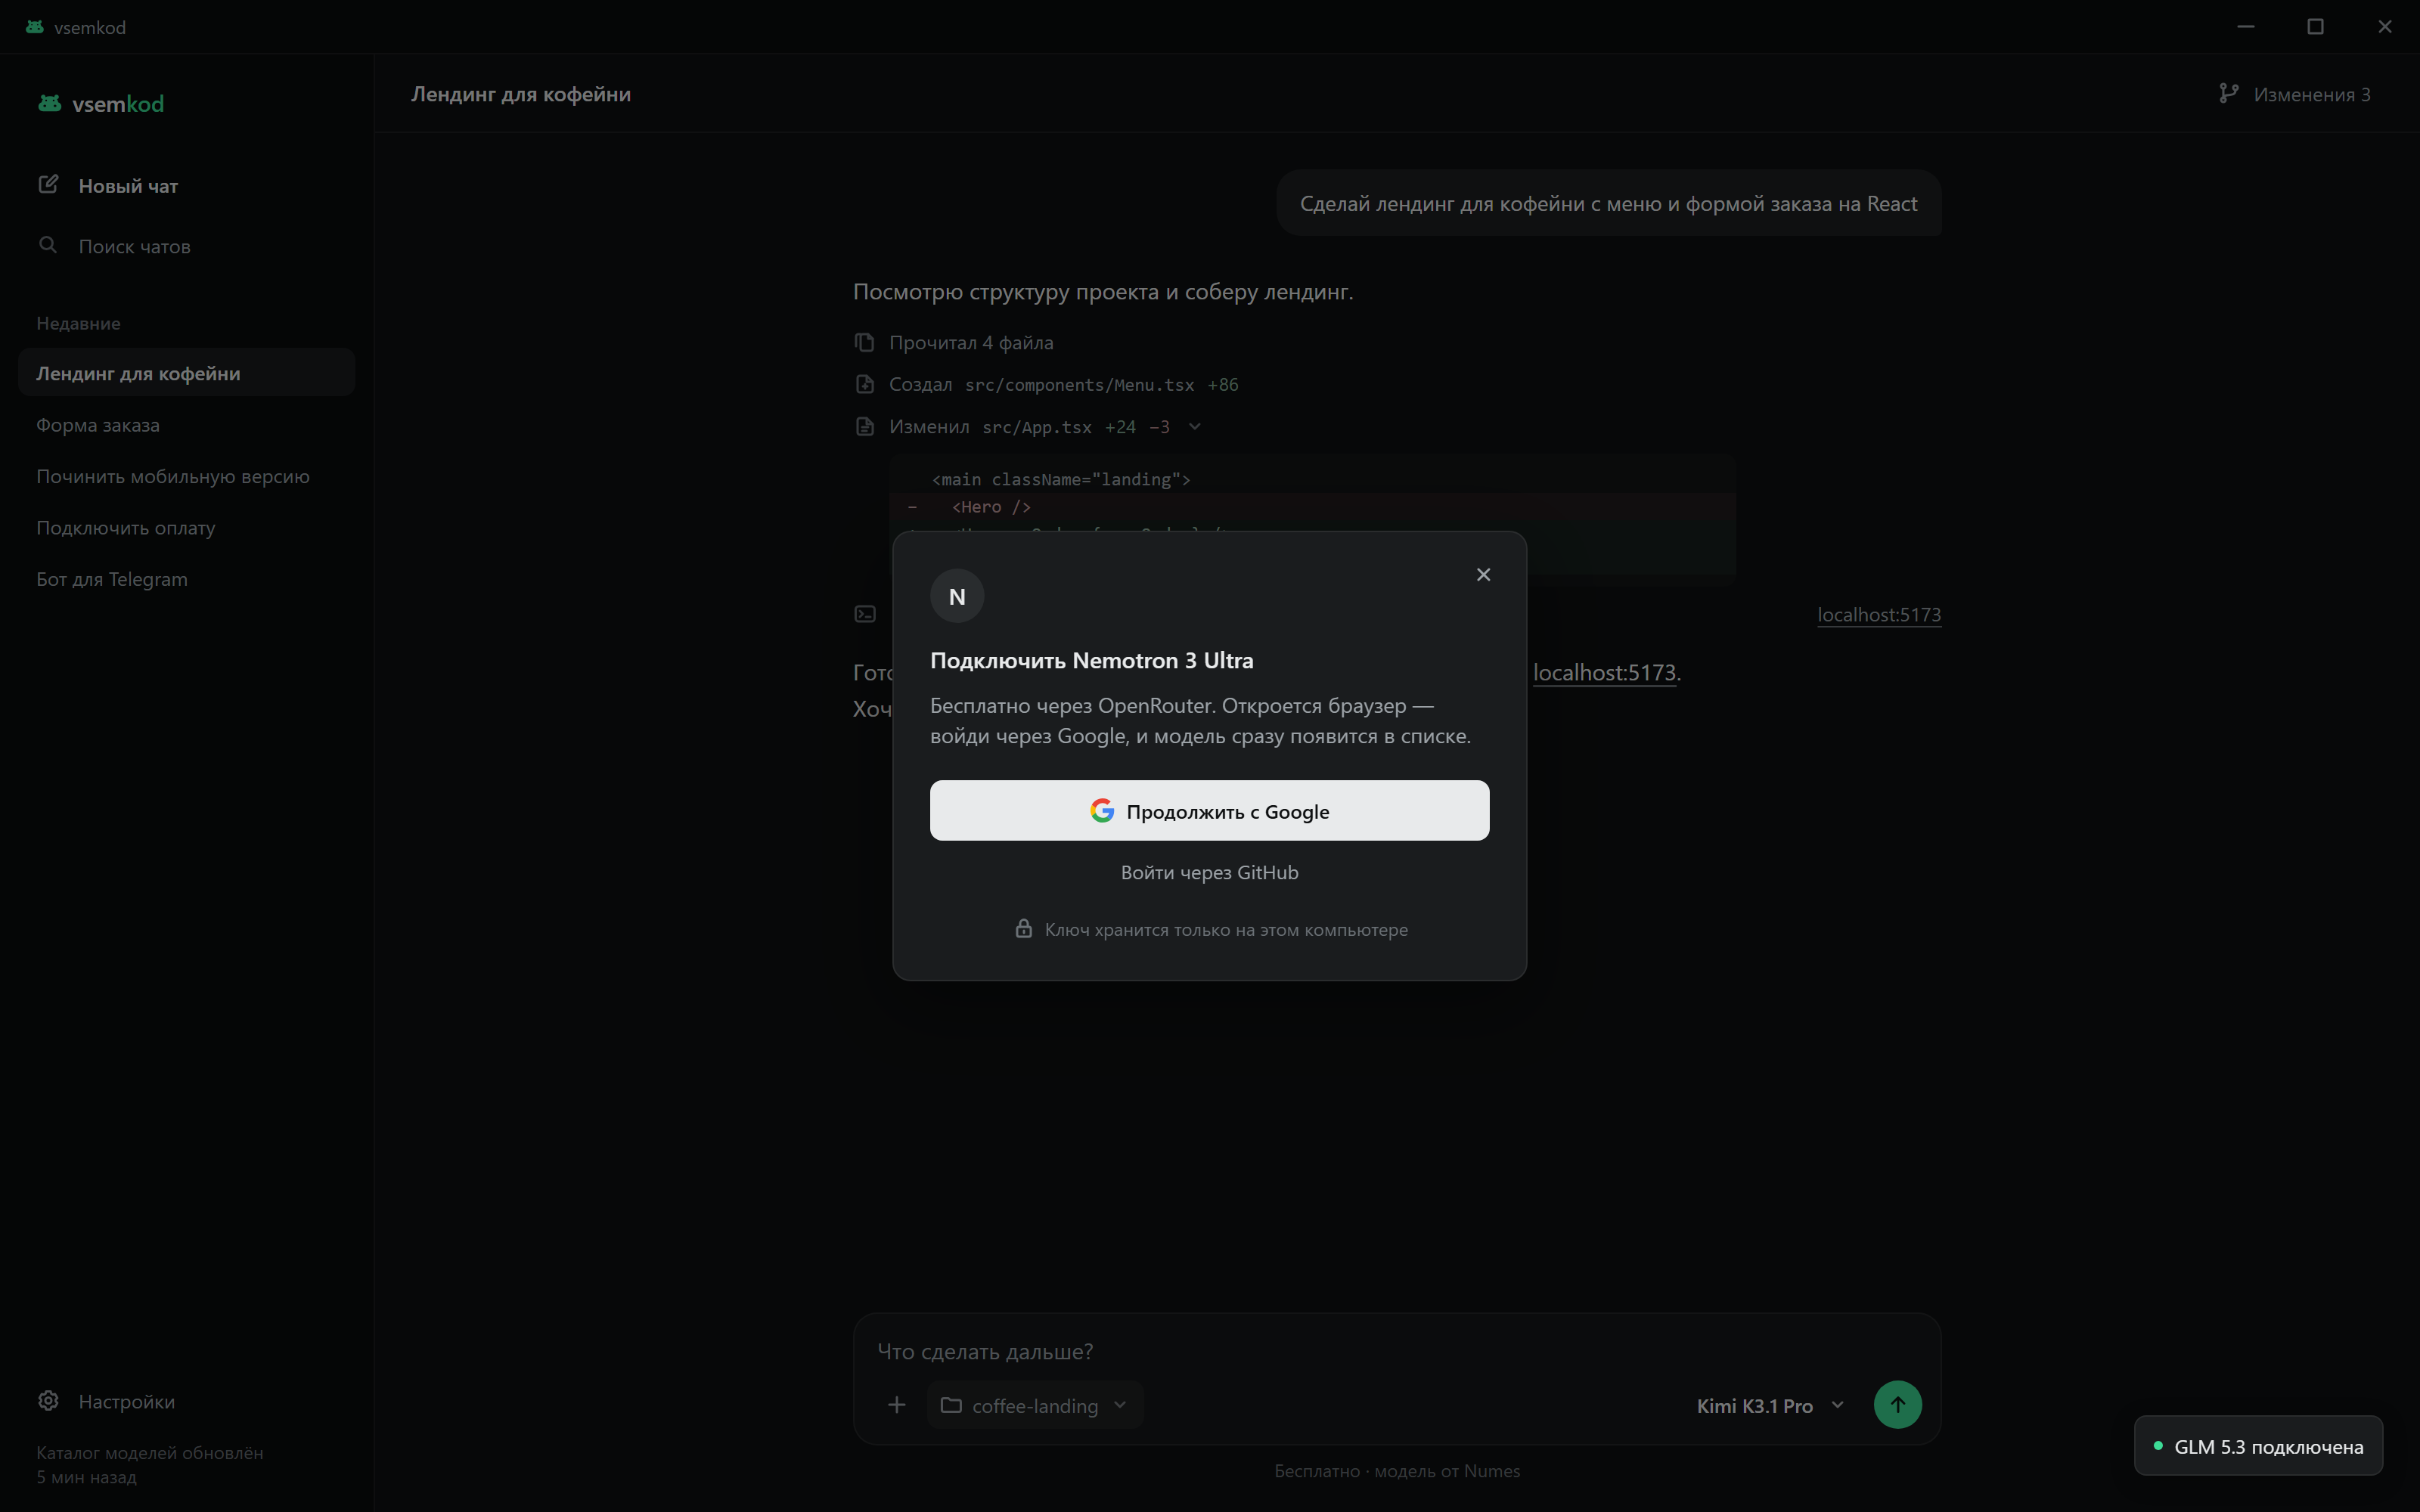 vsemkod
vsemkod
Новый чат
Поиск чатов
Недавние
Лендинг для кофейни
Форма заказа
Починить мобильную версию
Подключить оплату
Бот для Telegram
Настройки
Каталог моделей обновлён
5 мин назад
Лендинг для кофейни
Изменения 3
Сделай лендинг для кофейни с меню и формой заказа на React
Посмотрю структуру проекта и соберу лендинг.
Прочитал 4 файла
Создал src/components/Menu.tsx +86
Изменил src/App.tsx +24 −3
<main className="landing">
− <Hero />
localhost:5173
localhost:5173.
N
Подключить Nemotron 3 Ultra
Бесплатно через OpenRouter. Откроется браузер —
войди через Google, и модель сразу появится в списке.
Продолжить с Google
Войти через GitHub
Ключ хранится только на этом компьютере
Что сделать дальше?
coffee-landing
Kimi K3.1 Pro
Бесплатно · модель от Numes
GLM 5.3 подключена